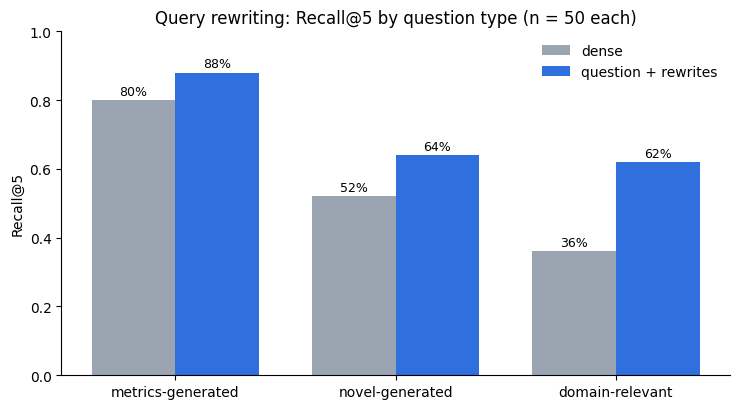 Query rewriting: Recall@5 by question type (n = 50 each)
dense
question + rewrites
Recall@5
1.0
0.8
0.6
0.4
0.2
0.0
80%
88%
52%
64%
36%
62%
metrics-generated
novel-generated
domain-relevant